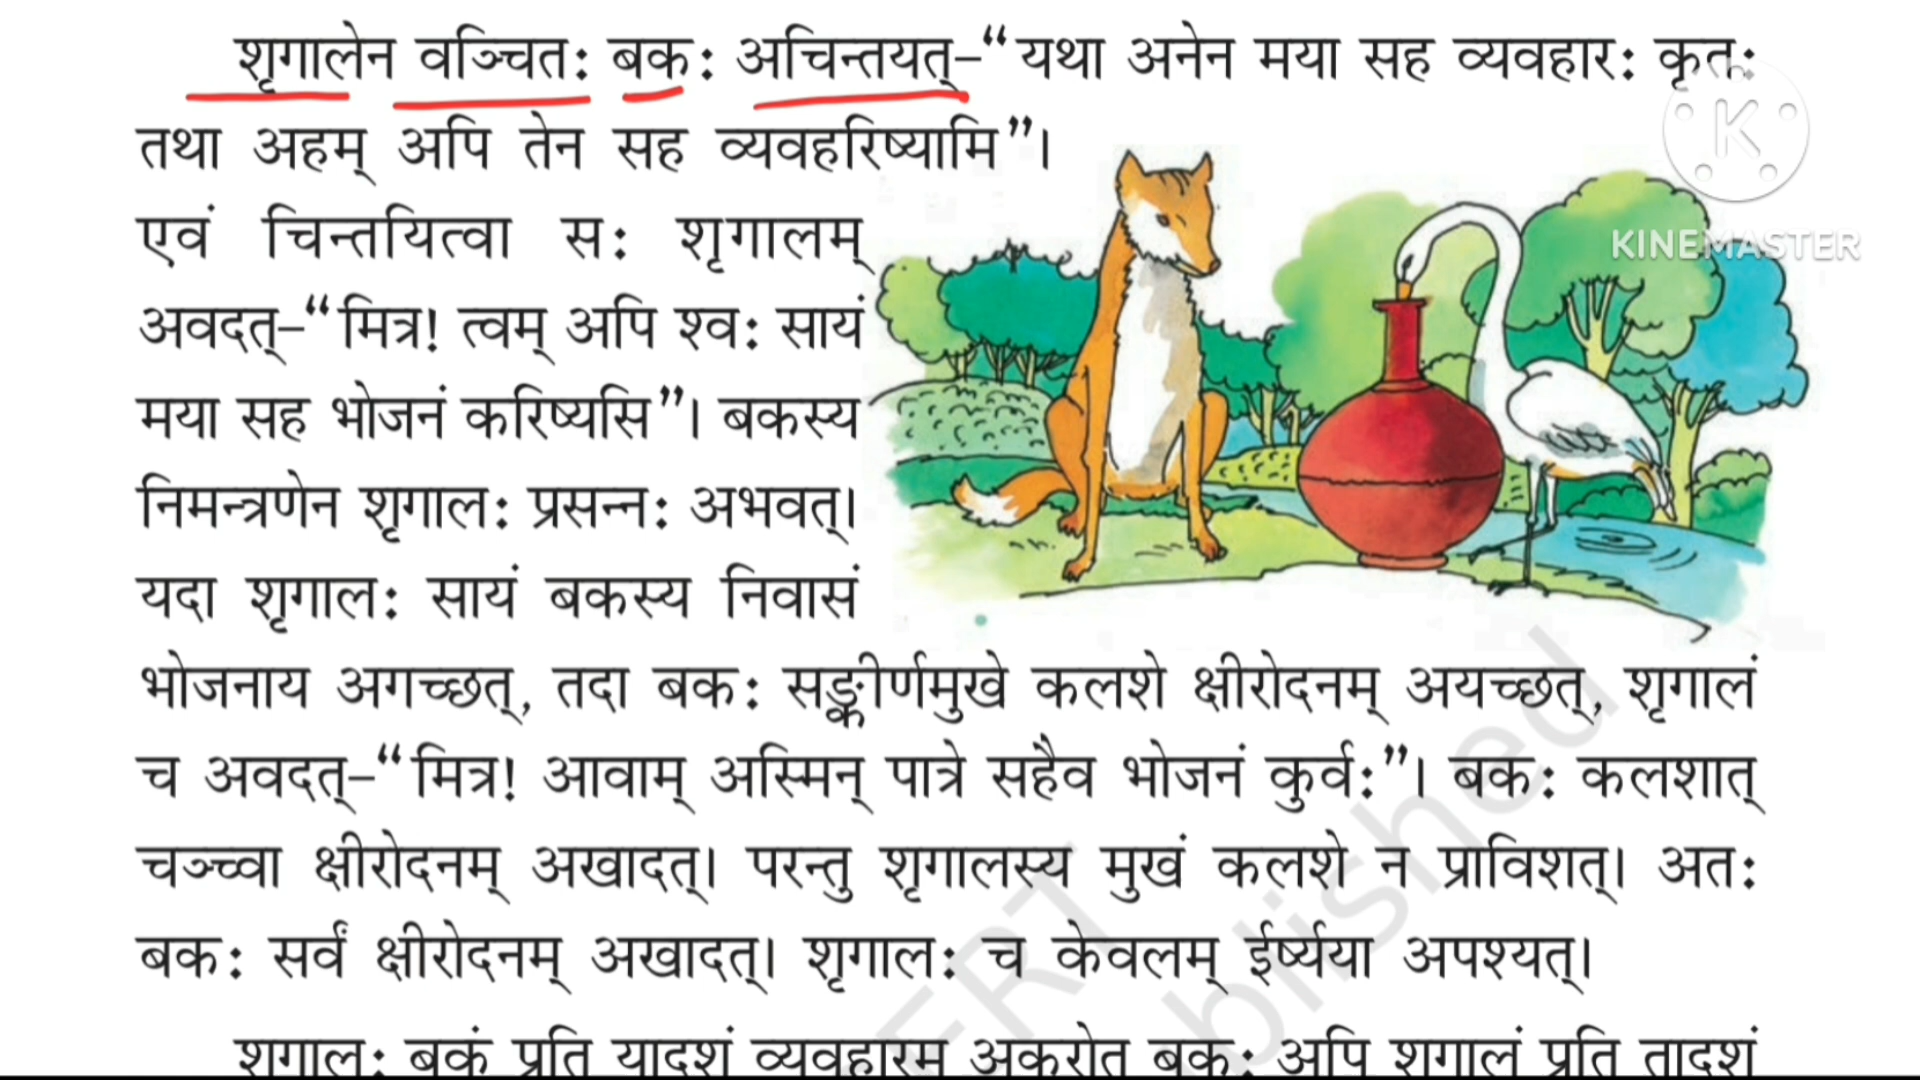 शृगालेन वञ्चितः बकः अचिन्तयत्–“यथा अनेन मया सह व्यवहारः कृतः
तथा अहम् अपि तेन सह व्यवहरिष्यामि”।
एवं चिन्तयित्वा सः शृगालम्
अवदत्–“मित्र! त्वम् अपि श्वः सायं
मया सह भोजनं करिष्यसि”। बकस्य
निमन्त्रणेन शृगालः प्रसन्नः अभवत्।
यदा शृगालः सायं बकस्य निवासं
भोजनाय अगच्छत्, तदा बकः सङ्कीर्णमुखे कलशे क्षीरोदनम् अयच्छत्, शृगालं
च अवदत्–“मित्र! आवाम् अस्मिन् पात्रे सहैव भोजनं कुर्वः”। बकः कलशात्
चञ्च्वा क्षीरोदनम् अखादत्। परन्तु शृगालस्य मुखं कलशे न प्राविशत्। अतः
बकः सर्वं क्षीरोदनम् अखादत्। शृगालः च केवलम् ईर्ष्यया अपश्यत्।
शृगालः बकं प्रति यादृशं व्यवहारम् अकरोत् बकः अपि शृगालं प्रति तादृशं
K
KINEMASTER